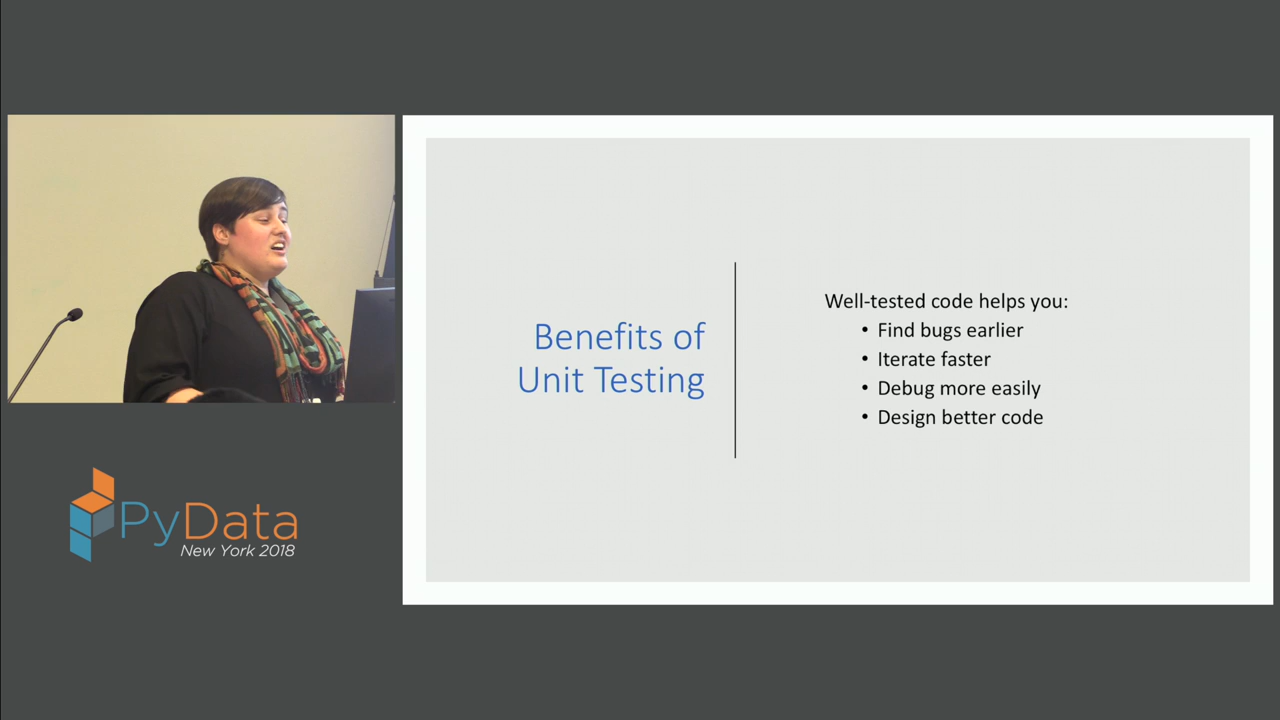 Benefits of
Unit Testing
Well-tested code helps you:
• Find bugs earlier
• Iterate faster
• Debug more easily
• Design better code
PyData
New York 2018